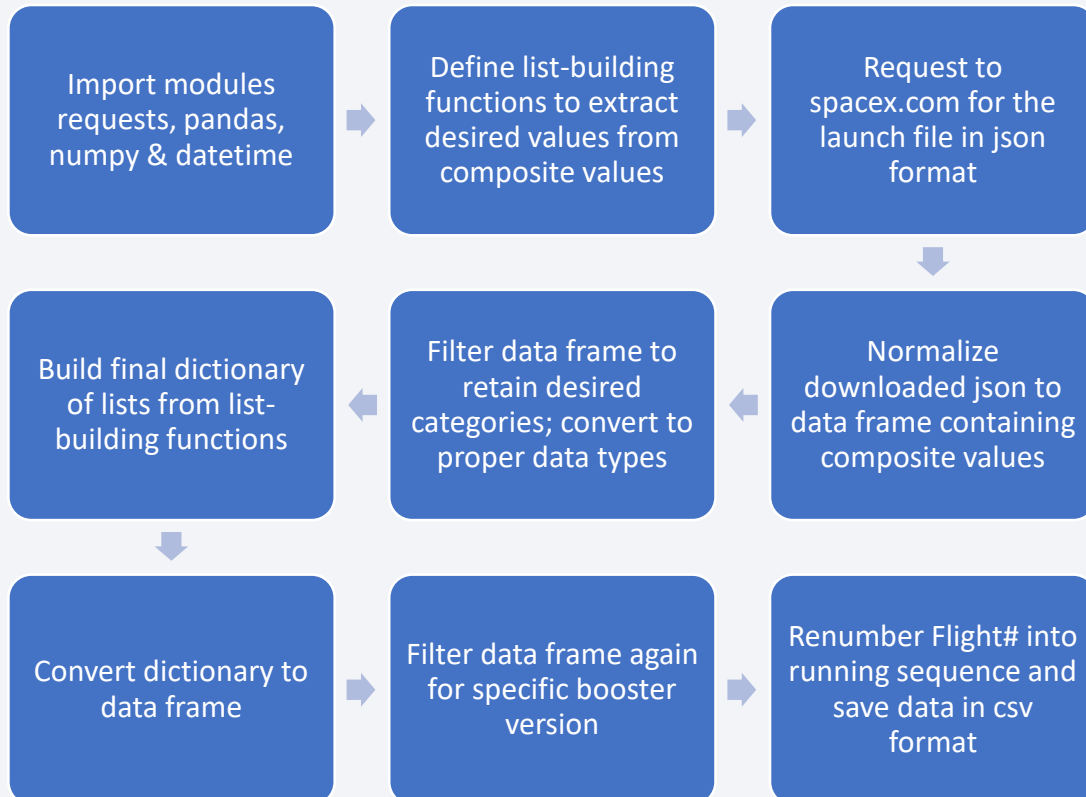 Import modules
requests, pandas,
numpy & datetime
Define list-building
functions to extract
desired values from
composite values
Request to
spacex.com for the
launch file in json
format
Normalize
downloaded json to
data frame containing
composite values
Filter data frame to
retain desired
categories; convert to
proper data types
Build final dictionary
of lists from list-
building functions
Convert dictionary to
data frame
Filter data frame again
for specific booster
version
Renumber Flight# into
running sequence and
save data in csv
format